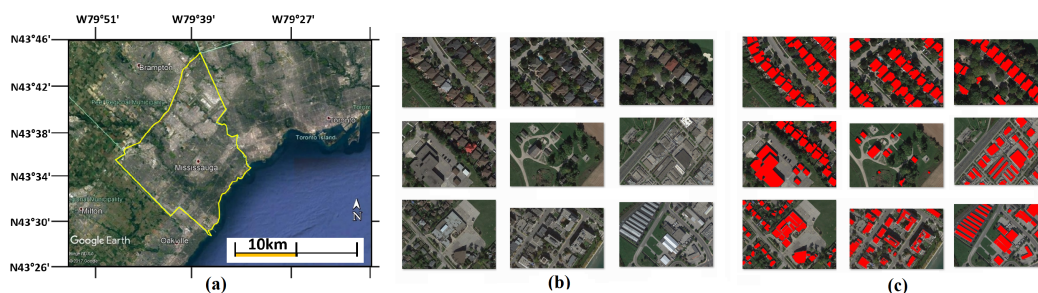 W79°51' W79°39' W79°27'
N43°46'
N43°42'
N43°38'
N43°34'
N43°30'
N43°26'
Brampton
Toronto Island
Mississauga
Milton
Oakville
Google Earth
N
10km
(a) (b) (c)